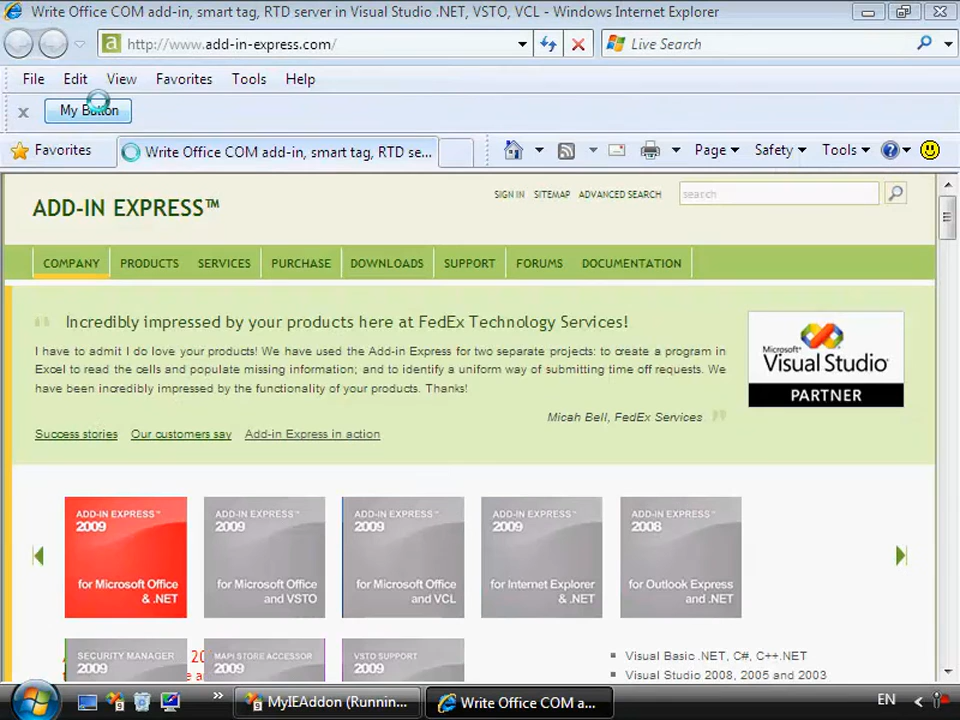 Write Office COM add-in, smart tag, RTD server in Visual Studio .NET, VSTO, VCL - Windows Internet Explorer
http://www.add-in-express.com/
Live Search
File Edit View Favorites Tools Help
x My Button
Favorites Write Office COM add-in, smart tag, RTD se... Page Safety Tools
SIGN IN SITEMAP ADVANCED SEARCH search
ADD-IN EXPRESS™
COMPANY PRODUCTS SERVICES PURCHASE DOWNLOADS SUPPORT FORUMS DOCUMENTATION
Incredibly impressed by your products here at FedEx Technology Services!
I have to admit I do love your products! We have used the Add-in Express for two separate projects: to create a program in
Excel to read the cells and populate missing information; and to identify a uniform way of submitting time off requests. We
have been incredibly impressed by the functionality of your products. Thanks!
Micah Bell, FedEx Services
Microsoft®
Visual Studio®
PARTNER
Success stories Our customers say Add-in Express in action
ADD-IN EXPRESS™
2009
for Microsoft Office
& .NET
ADD-IN EXPRESS™
2009
for Microsoft Office
and VSTO
ADD-IN EXPRESS™
2009
for Microsoft Office
and VCL
ADD-IN EXPRESS™
2009
for Internet Explorer
& .NET
ADD-IN EXPRESS™
2008
for Outlook Express
and .NET
SECURITY MANAGER
2009
MAPI STORE ACCESSOR
2009
VSTO SUPPORT
2009
Visual Basic .NET, C#, C++.NET
Visual Studio 2008, 2005 and 2003
MyIEAddon (Runnin... Write Office COM a... EN